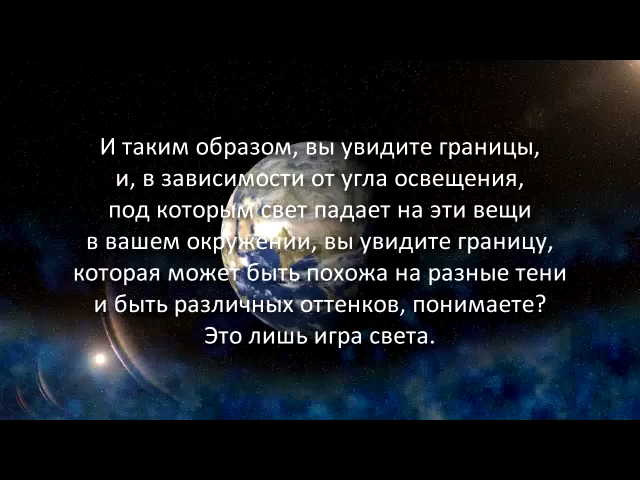 И таким образом, вы увидите границы,
и, в зависимости от угла освещения,
под которым свет падает на эти вещи
в вашем окружении, вы увидите границу,
которая может быть похожа на разные тени
и быть различных оттенков, понимаете?
Это лишь игра света.